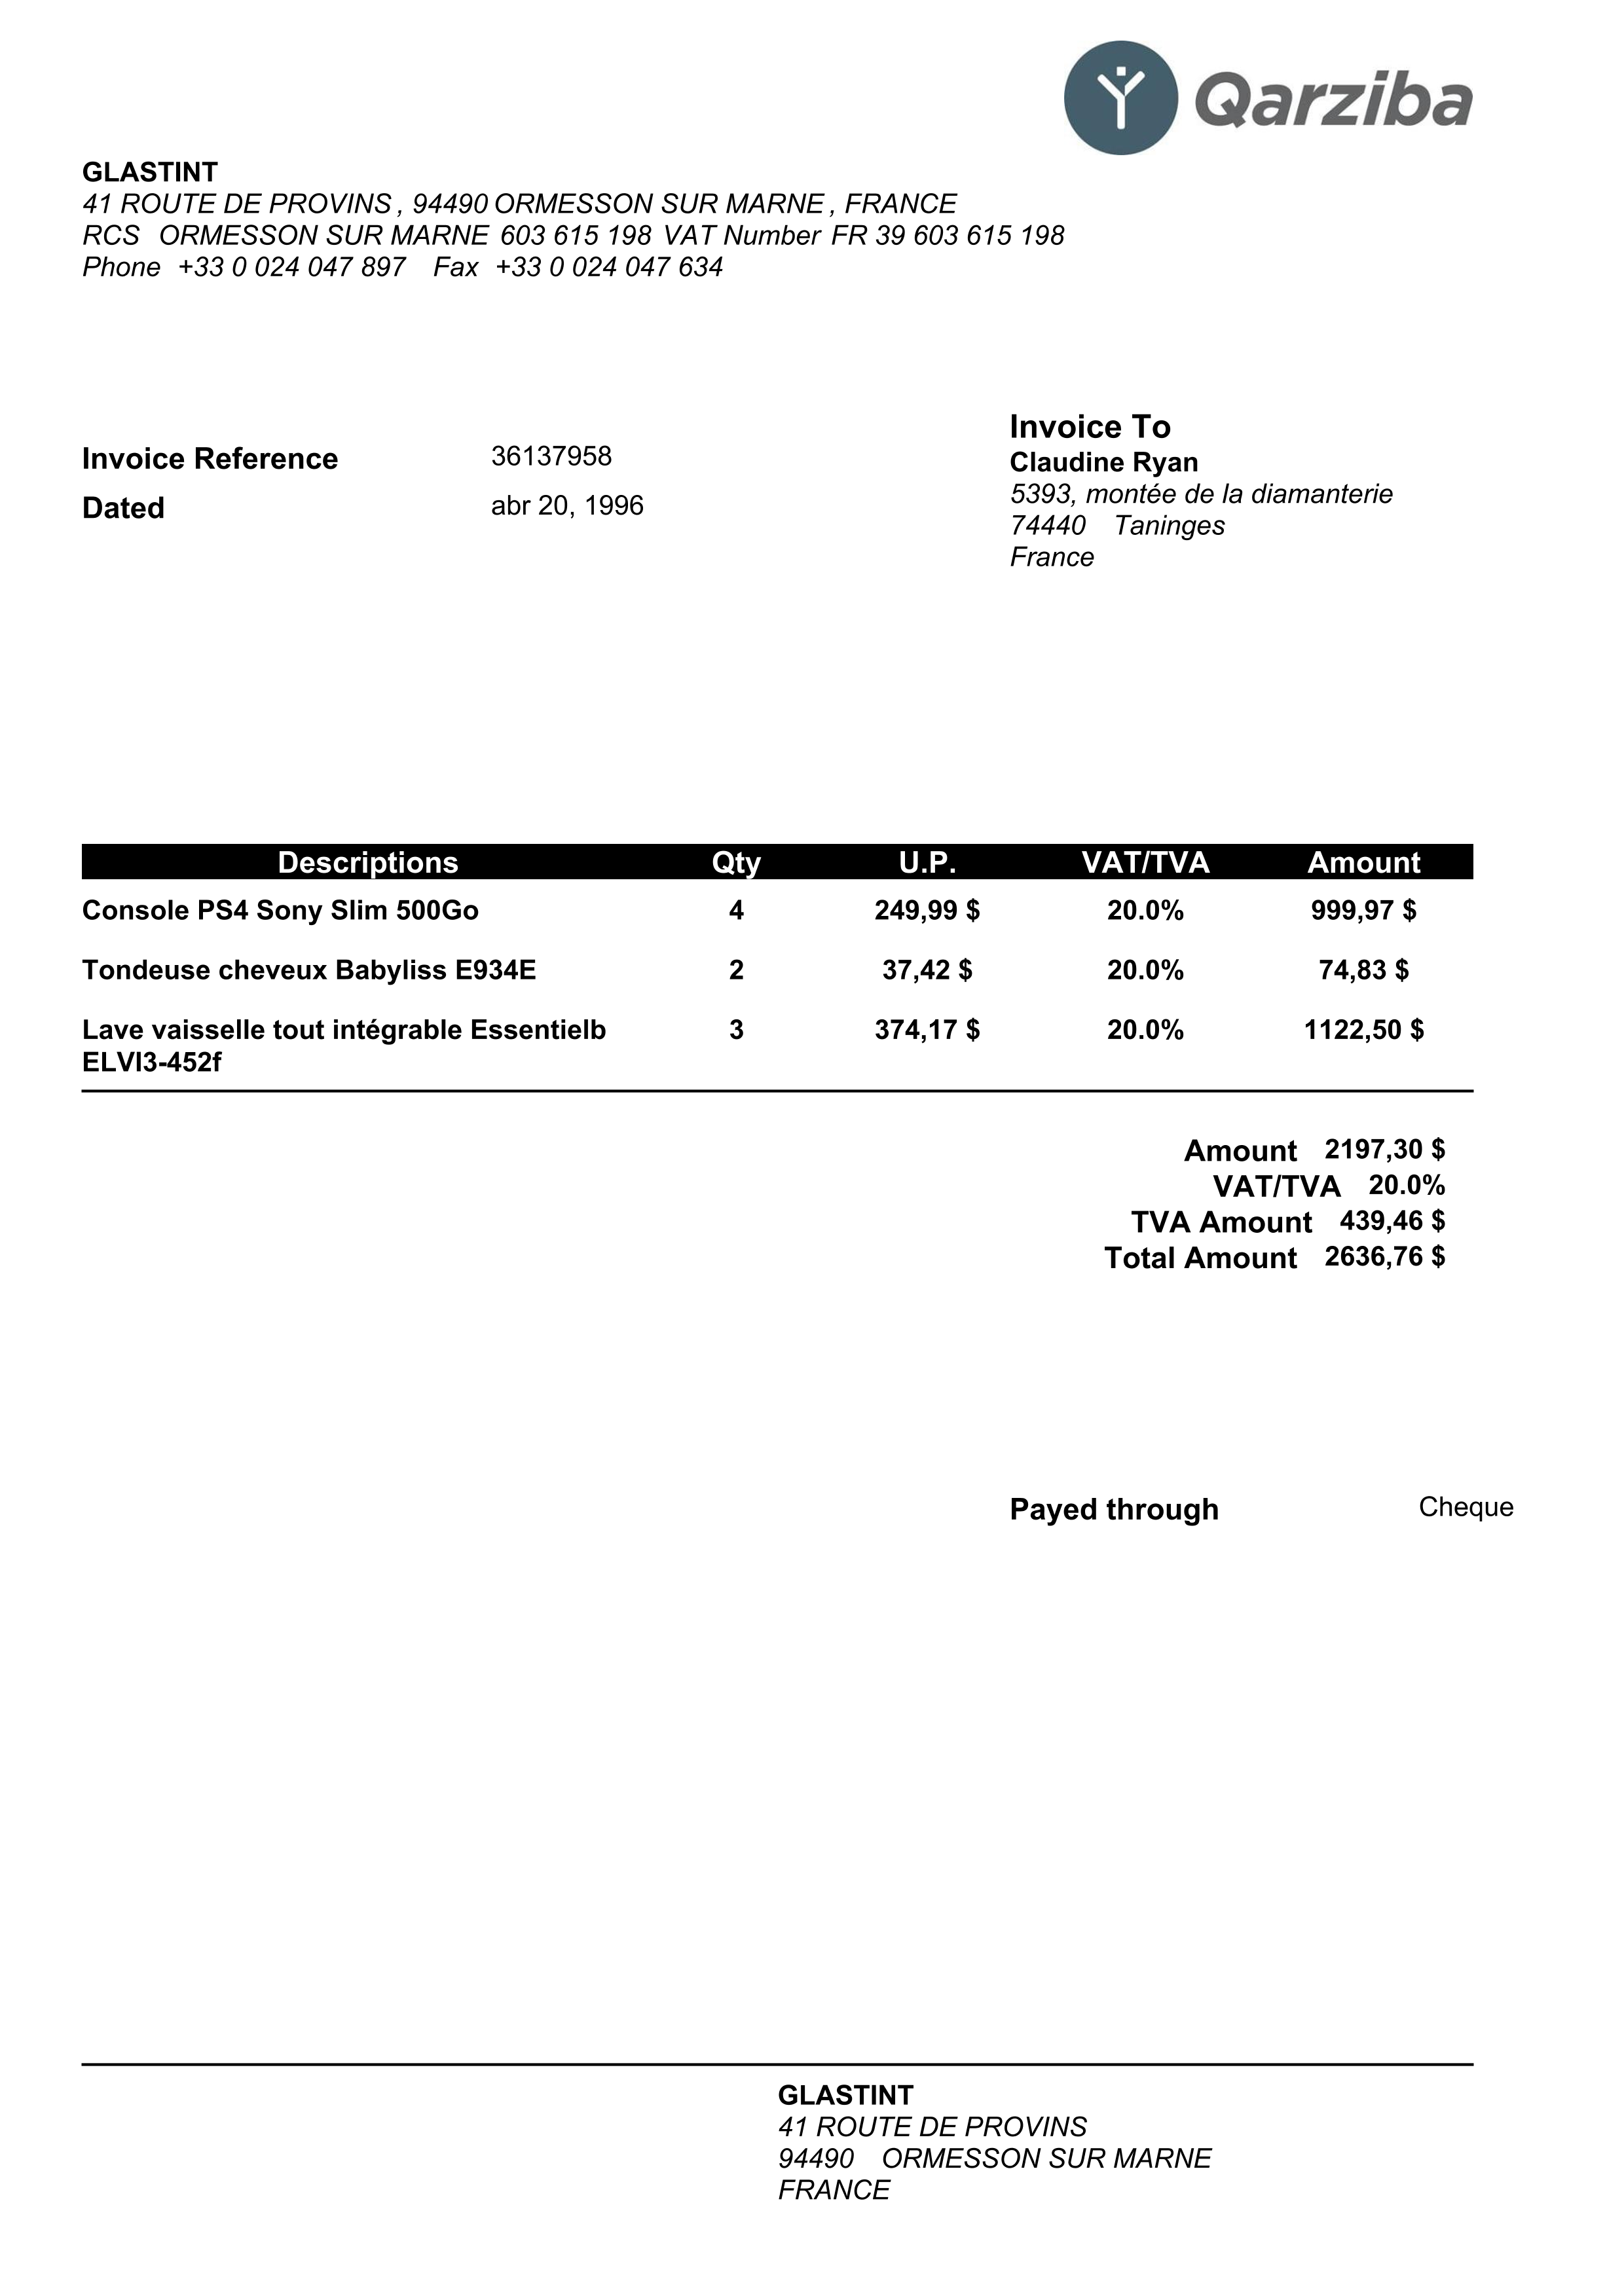 Qarziba
GLASTINT
41 ROUTE DE PROVINS , 94490 ORMESSON SUR MARNE , FRANCE
RCS ORMESSON SUR MARNE 603 615 198 VAT Number FR 39 603 615 198
Phone +33 0 024 047 897 Fax +33 0 024 047 634
Invoice Reference 36137958
Dated abr 20, 1996
Invoice To
Claudine Ryan
5393, montée de la diamanterie
74440 Taninges
France
Descriptions Qty U.P. VAT/TVA Amount
Console PS4 Sony Slim 500Go 4 249,99 $ 20.0% 999,97 $
Tondeuse cheveux Babyliss E934E 2 37,42 $ 20.0% 74,83 $
Lave vaisselle tout intégrable Essentielb 3 374,17 $ 20.0% 1122,50 $
ELVI3-452f
Amount 2197,30 $
VAT/TVA 20.0%
TVA Amount 439,46 $
Total Amount 2636,76 $
Payed through Cheque
GLASTINT
41 ROUTE DE PROVINS
94490 ORMESSON SUR MARNE
FRANCE